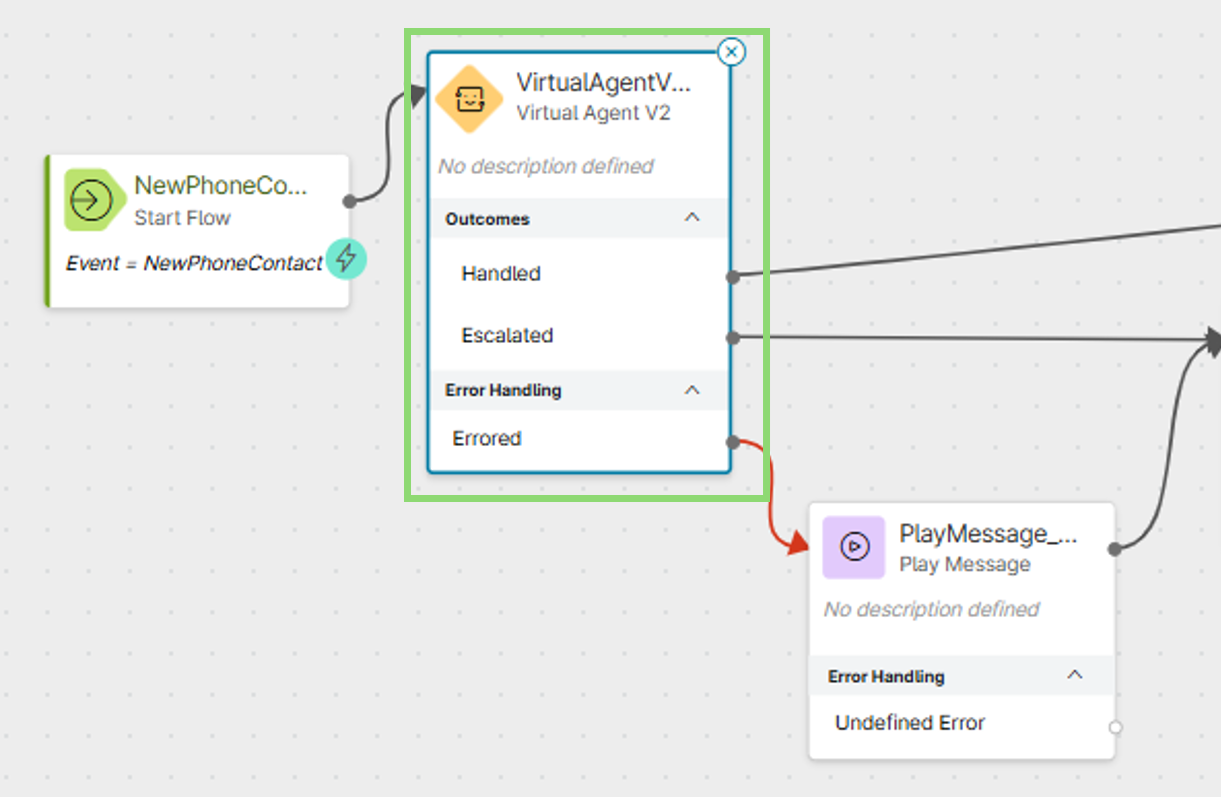 NewPhoneCo...
Start Flow
Event = NewPhoneContact
VirtualAgentV...
Virtual Agent V2
No description defined
Outcomes
Handled
Escalated
Error Handling
Errored
PlayMessage_...
Play Message
No description defined
Error Handling
Undefined Error